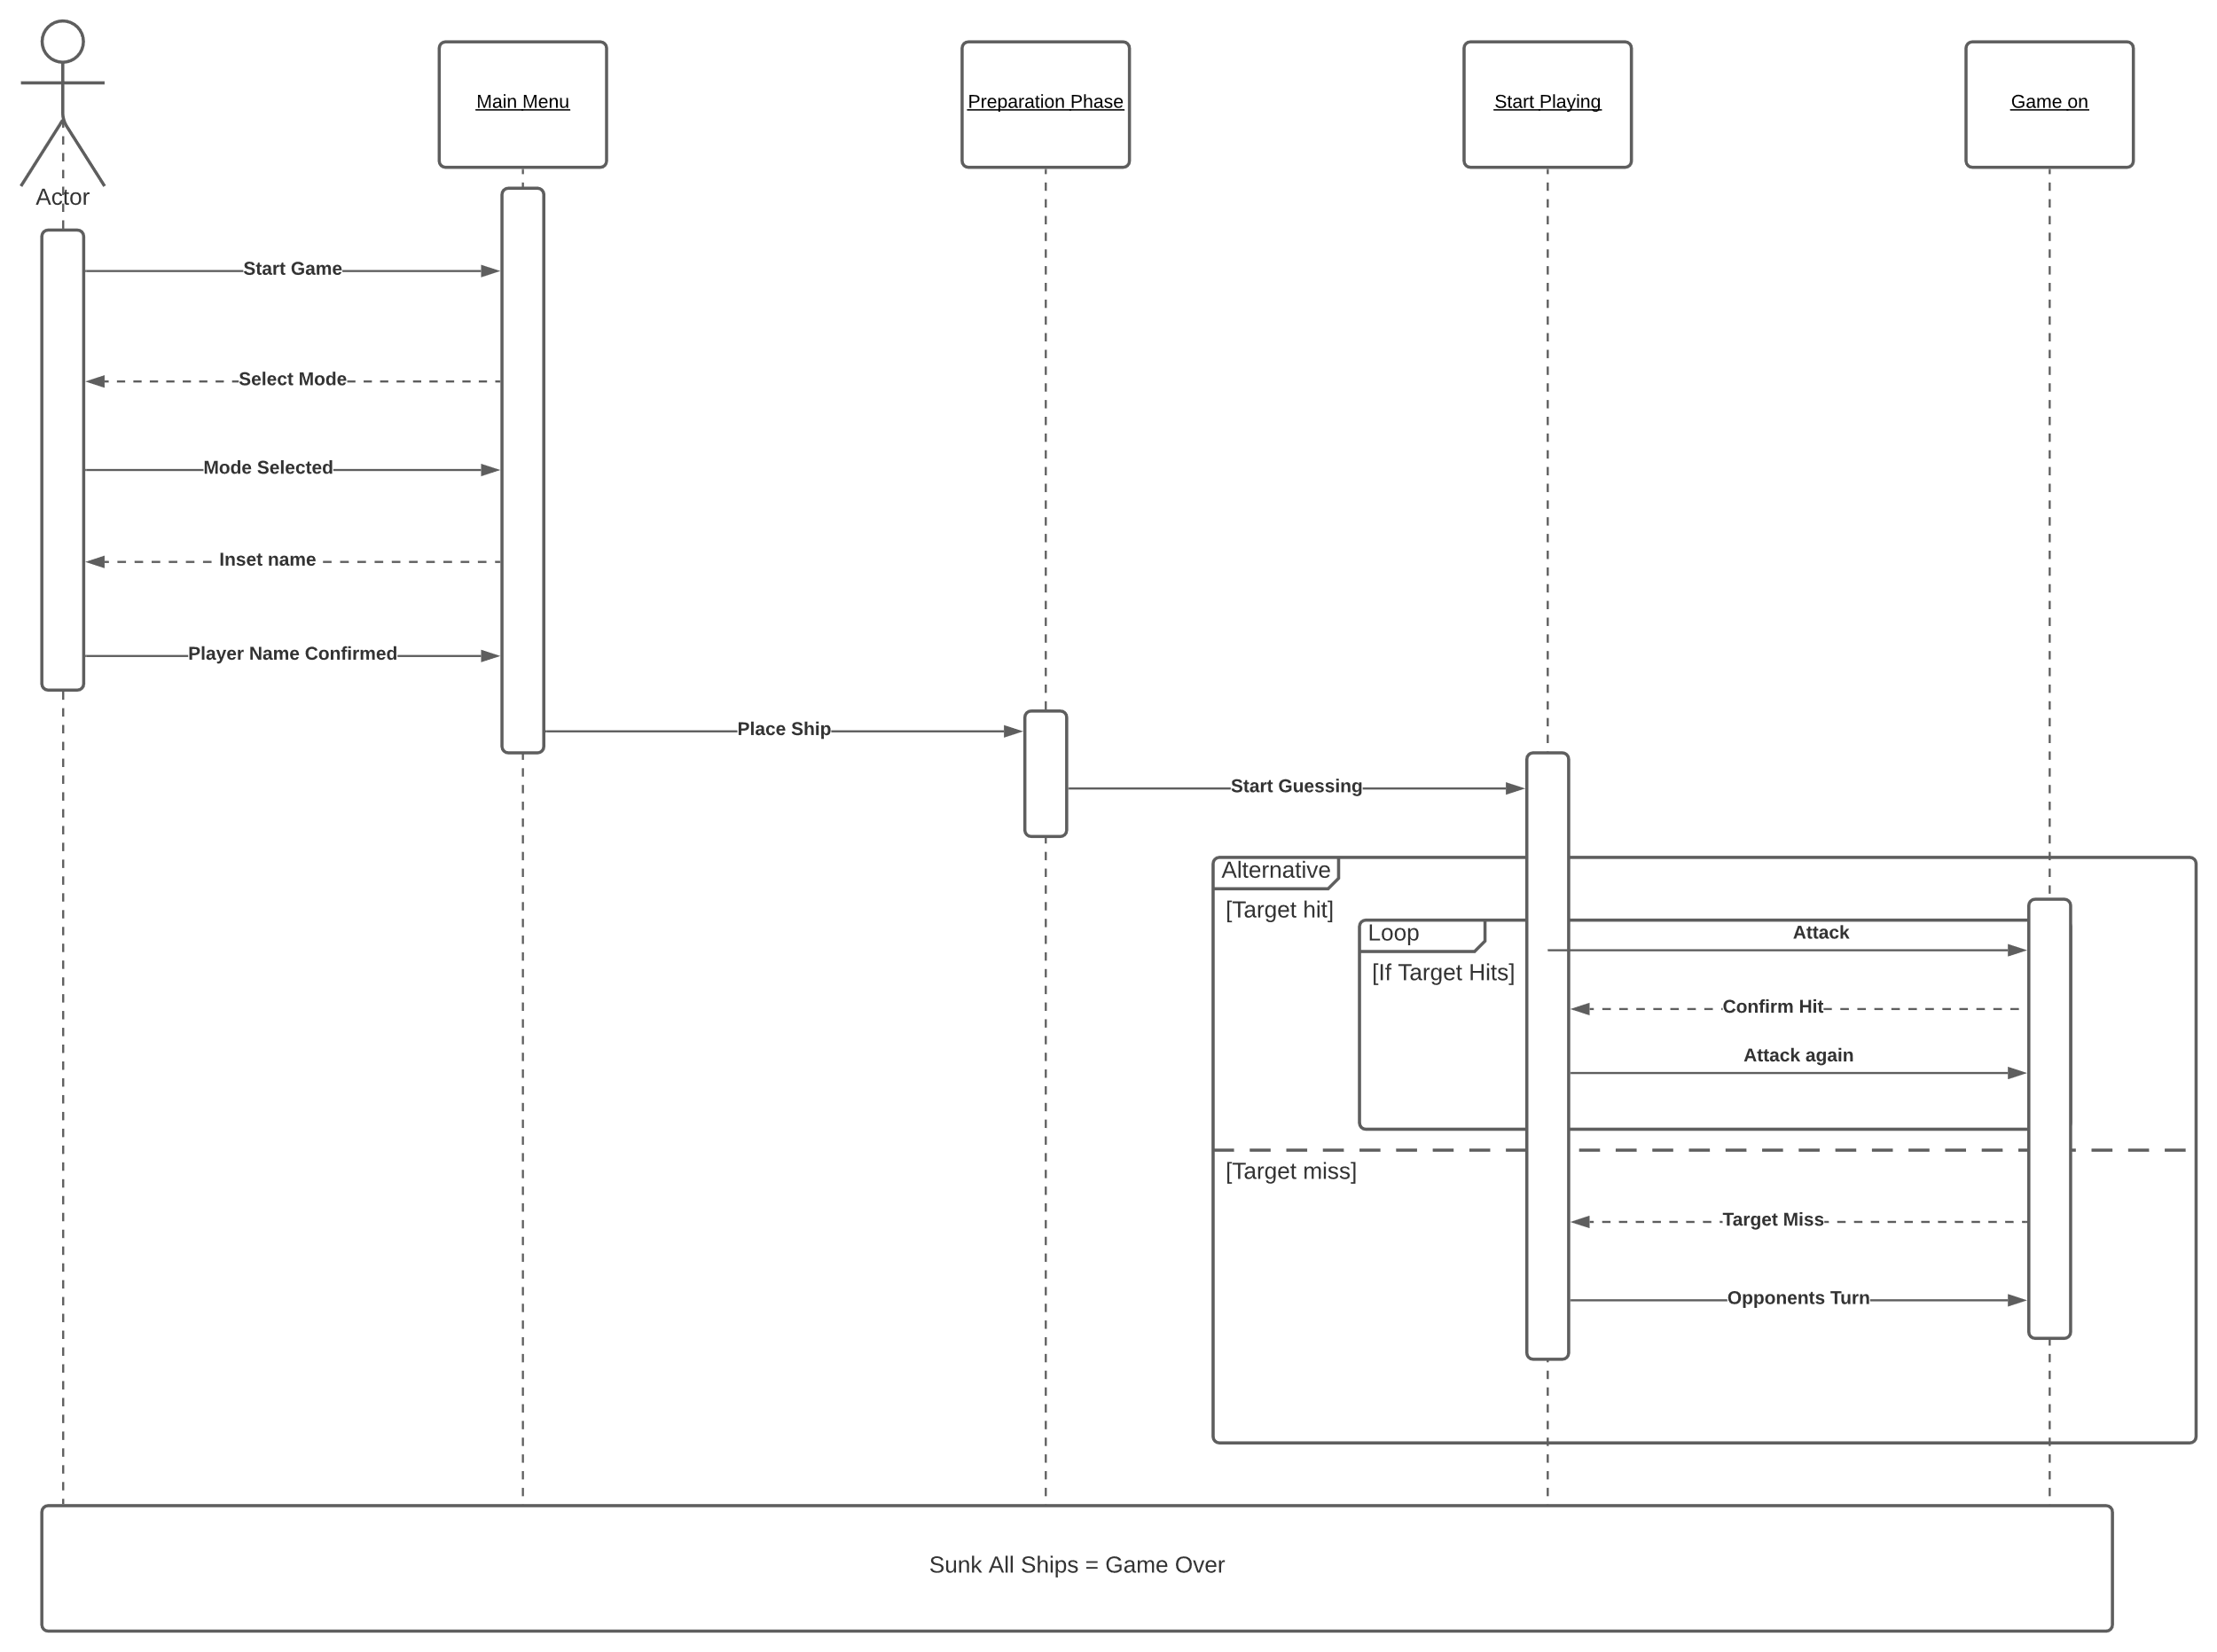 Main Menu
Preparation Phase
Start Playing
Game on
Actor
Start Game
Select Mode
Mode Selected
Inset name
Player Name Confirmed
Place Ship
Start Guessing
Alternative
[Target hit]
Loop
Attack
[If Target Hits]
Confirm Hit
Attack again
[Target miss]
Target Miss
Opponents Turn
Sunk All Ships = Game Over